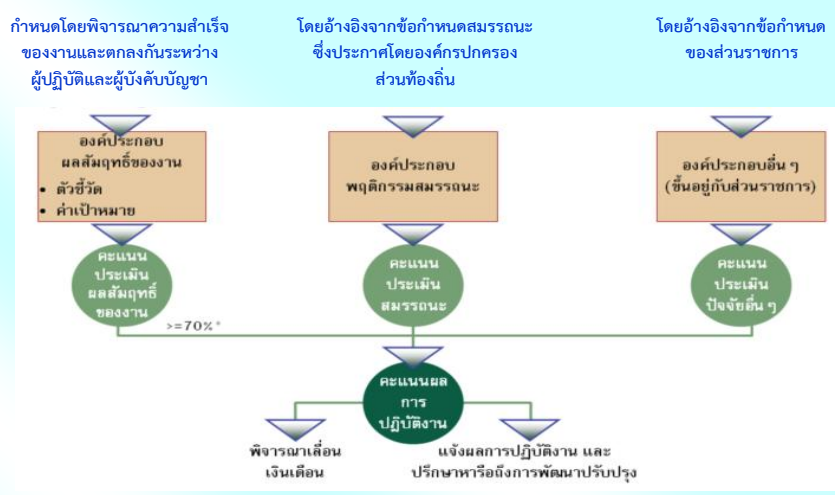 กำหนดโดยพิจารณาความสำเร็จ
ของงานและตกลงกันระหว่าง
ผู้ปฏิบัติและผู้บังคับบัญชา
โดยอ้างอิงจากข้อกำหนดสมรรถนะ
ซึ่งประกาศโดยองค์กรปกครอง
ส่วนท้องถิ่น
โดยอ้างอิงจากข้อกำหนด
ของส่วนราชการ
องค์ประกอบ
ผลสัมฤทธิ์ของงาน
• ตัวชี้วัด
• ค่าเป้าหมาย
องค์ประกอบ
พฤติกรรมสมรรถนะ
องค์ประกอบอื่น ๆ
(ขึ้นอยู่กับส่วนราชการ)
คะแนน
ประเมิน
ผลสัมฤทธิ์
ของงาน
คะแนน
ประเมิน
สมรรถนะ
คะแนน
ประเมิน
ปัจจัยอื่น ๆ
>=70%*
คะแนนผล
การ
ปฏิบัติงาน
พิจารณาเลื่อน
เงินเดือน
แจ้งผลการปฏิบัติงาน และ
ปรึกษาหารือถึงการพัฒนาปรับปรุง